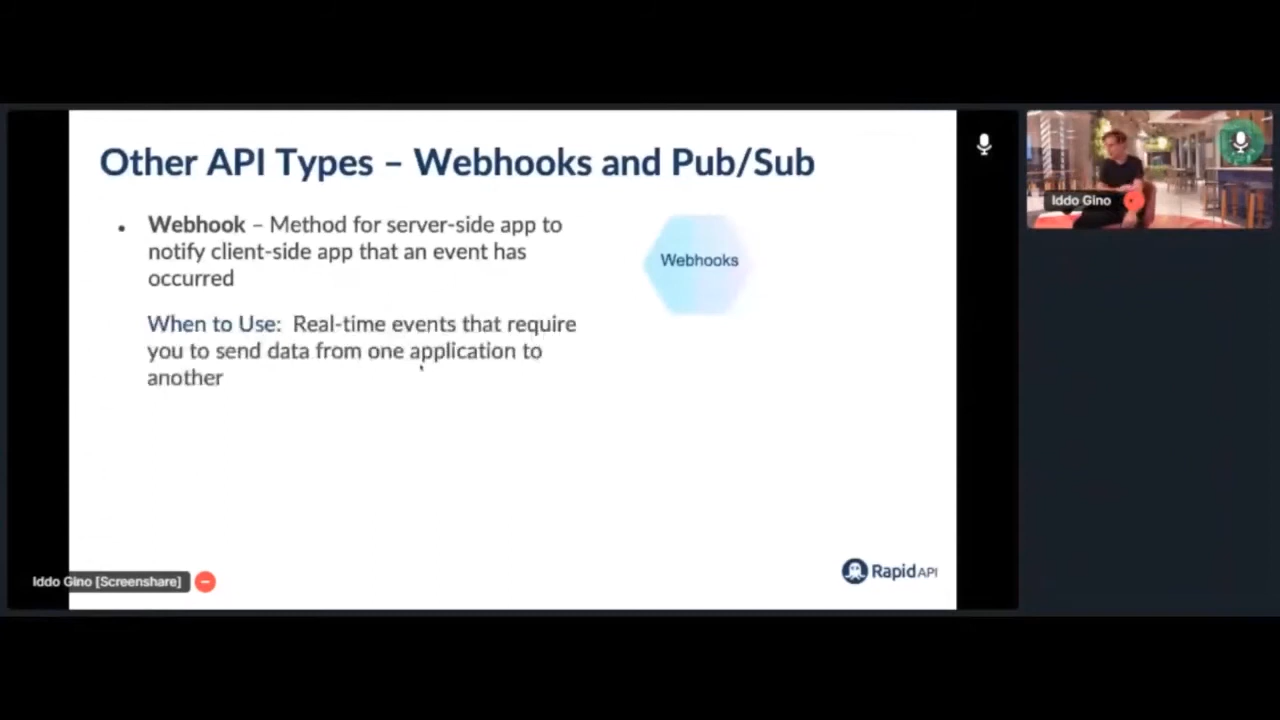 Other API Types – Webhooks and Pub/Sub
• Webhook – Method for server-side app to
notify client-side app that an event has
occurred
When to Use: Real-time events that require
you to send data from one application to
another
Webhooks
Iddo Gino
Iddo Gino [Screenshare]
RapidAPI